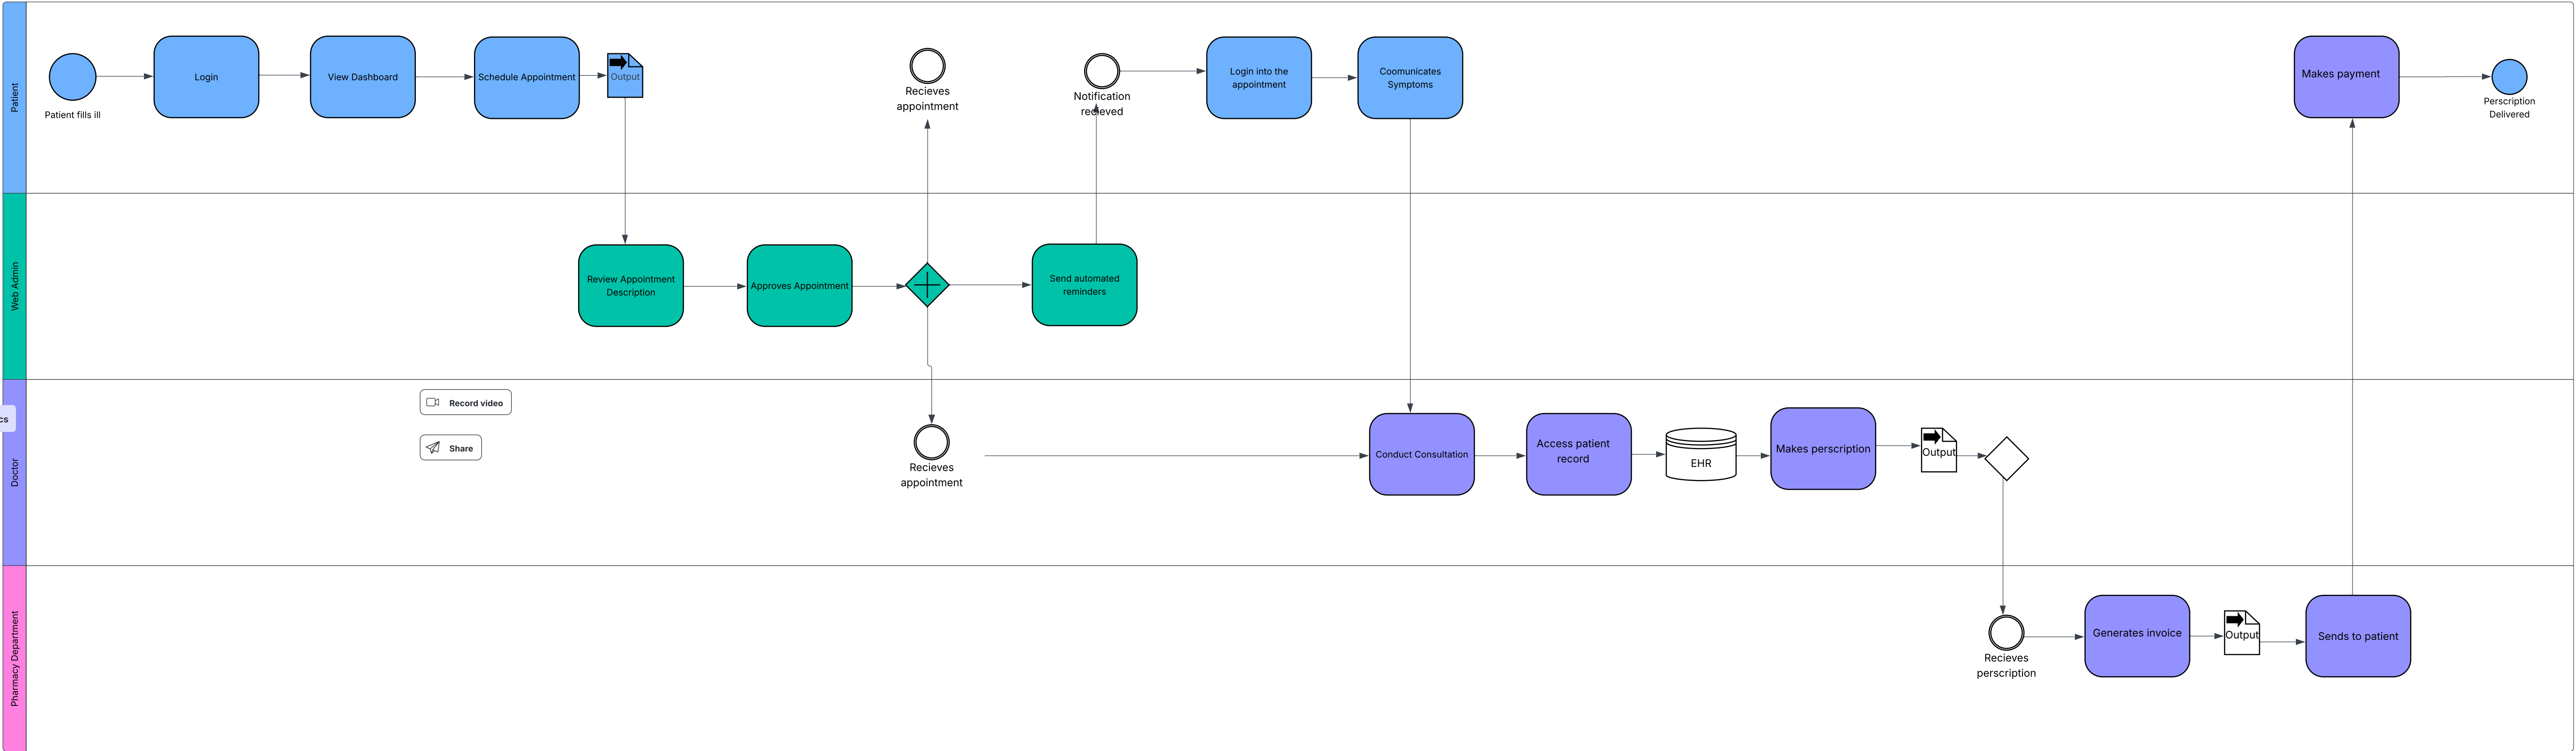 Patient
Patient fills ill
Login
View Dashboard
Schedule Appointment
Output
Recieves
appointment
Notification
recieved
Login into the
appointment
Coomunicates
Symptoms
Makes payment
Perscription
Delivered
Web Admin
Review Appointment
Description
Approves Appointment
Send automated
reminders
cs
Doctor
Record video
Share
Recieves
appointment
Conduct Consultation
Access patient
record
EHR
Makes perscription
Output
Pharmacy Department
Recieves
perscription
Generates invoice
Output
Sends to patient